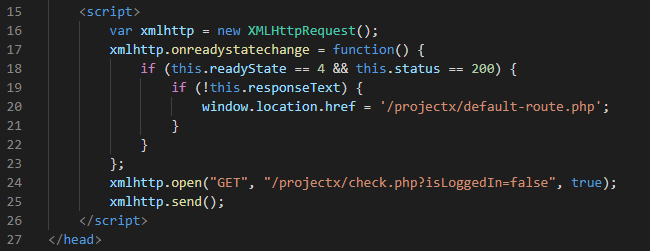 15 <script>
16 var xmlhttp = new XMLHttpRequest();
17 xmlhttp.onreadystatechange = function() {
18 if (this.readyState == 4 && this.status == 200) {
19 if (!this.responseText) {
20 window.location.href = '/projectx/default-route.php';
21 }
22 }
23 };
24 xmlhttp.open("GET", "/projectx/check.php?isLoggedIn=false", true);
25 xmlhttp.send();
26 </script>
27 </head>